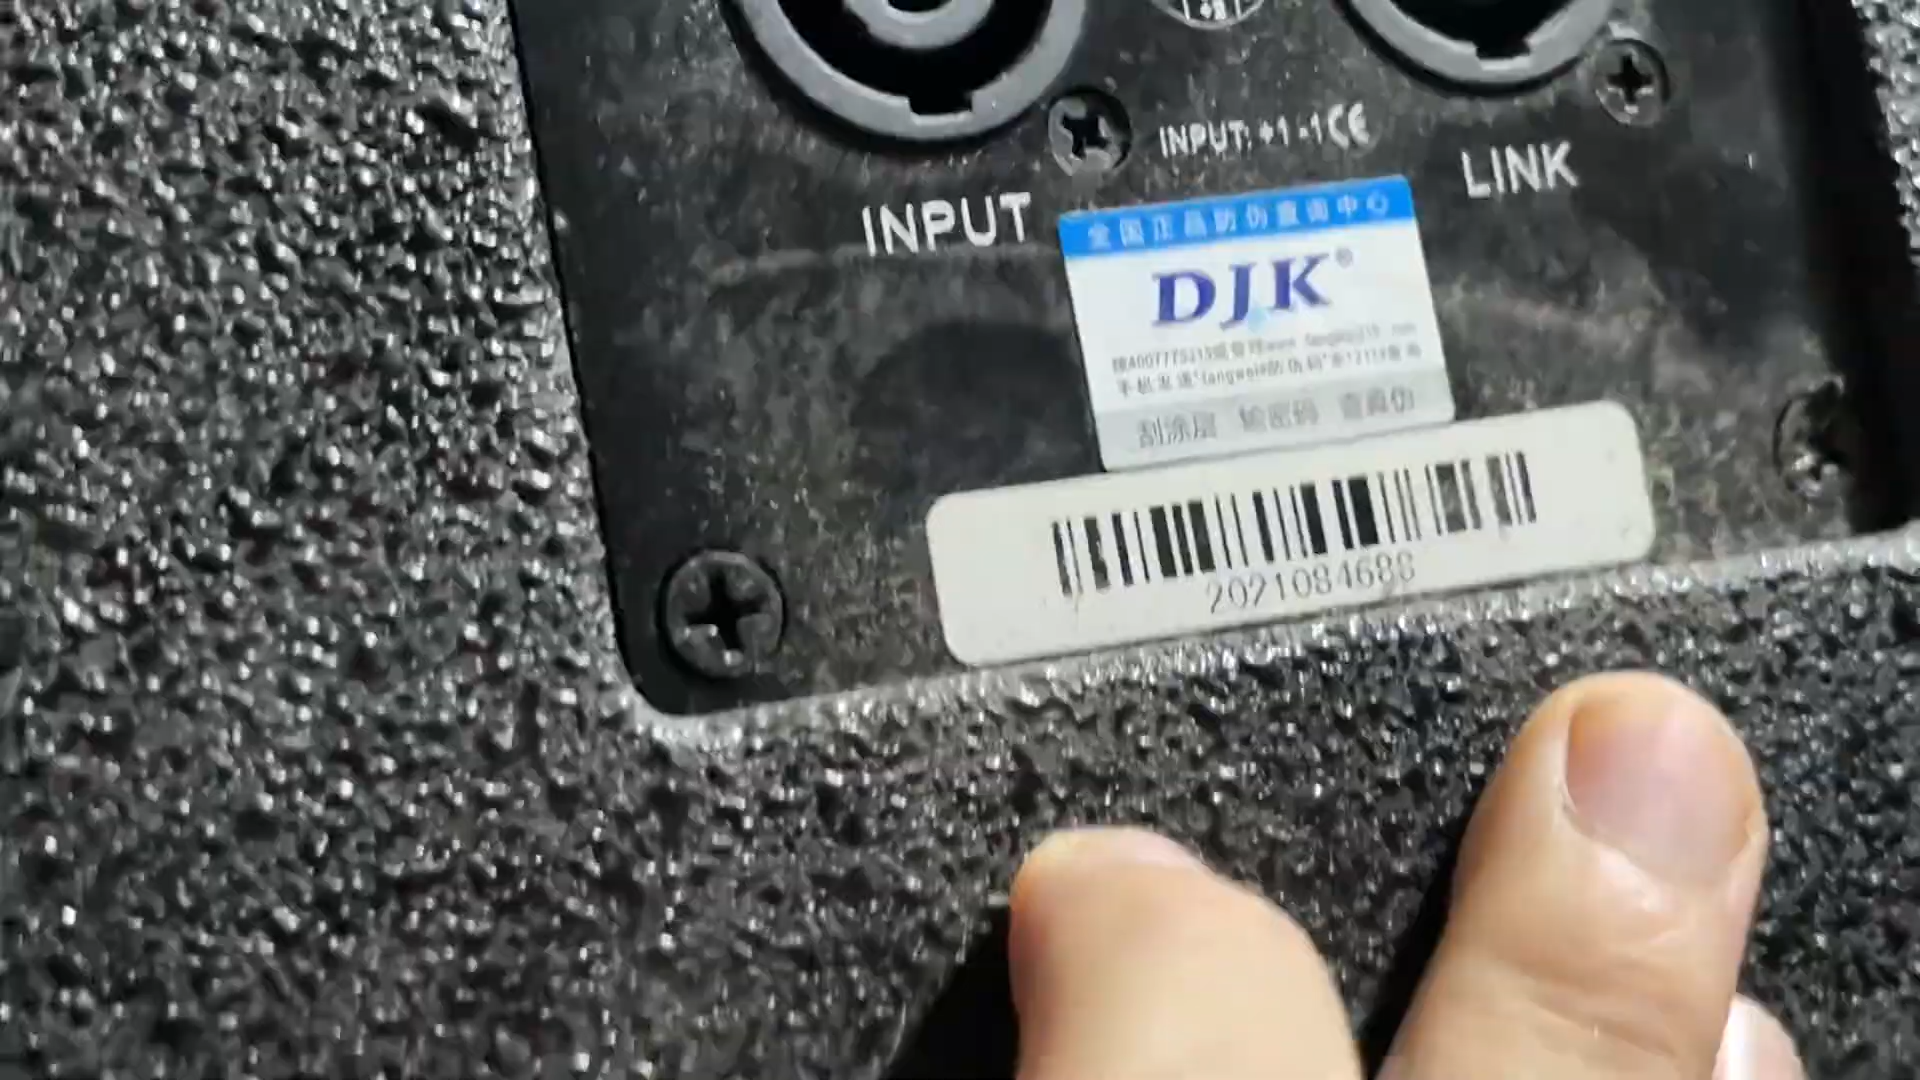 INPUT: +1 -1 CE
LINK
INPUT
全国正品防伪查询中心
DJK®
刮涂层 输密码 查真伪
2021084688